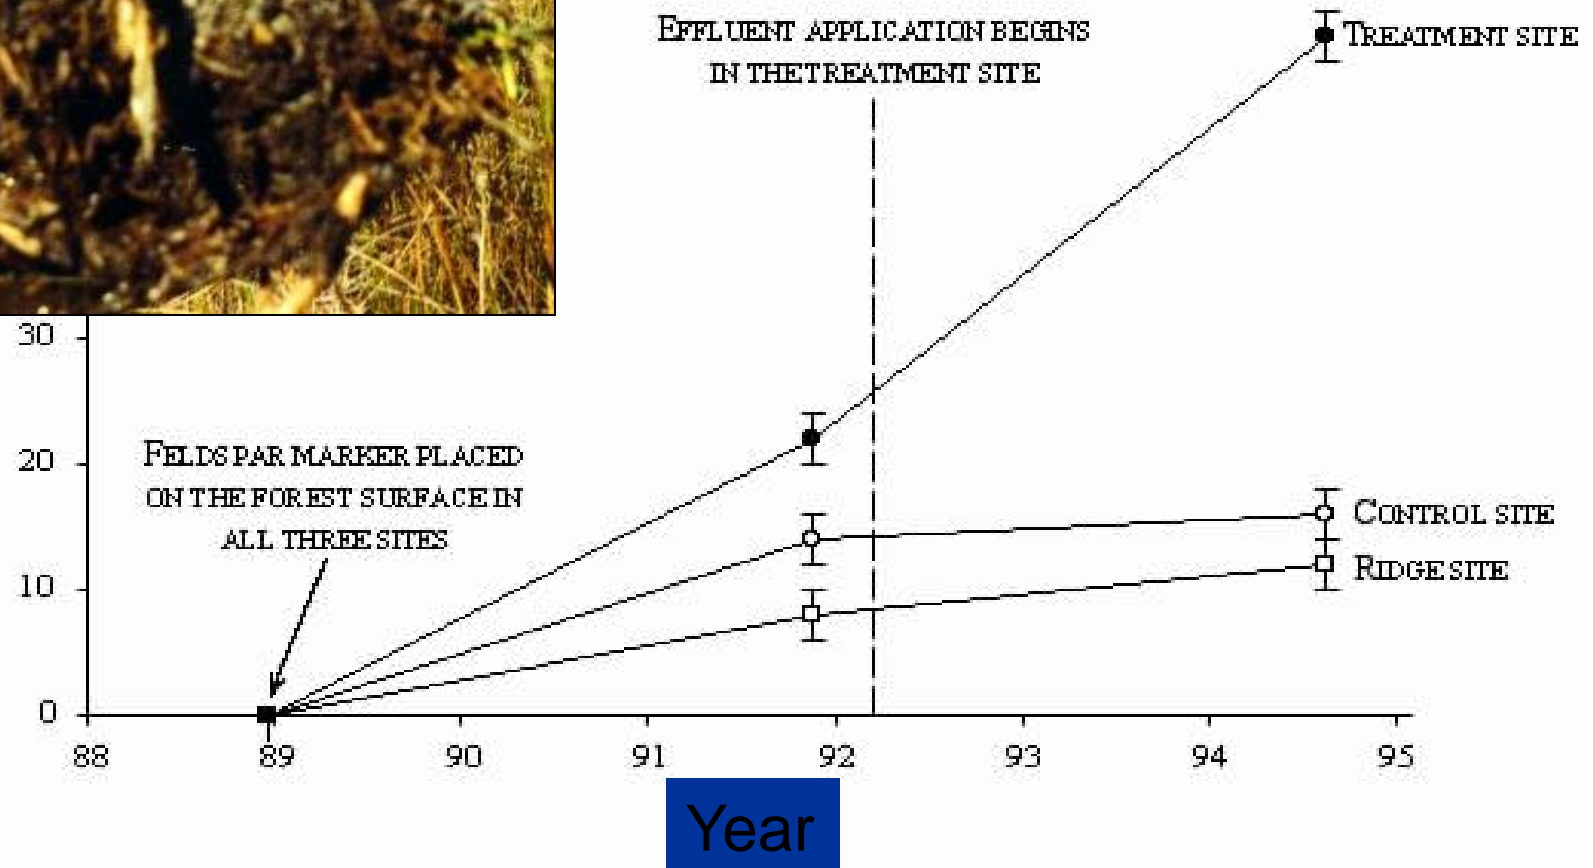 EFFLUENT APPLICATION BEGINS
IN THE TREATMENT SITE
TREATMENT SITE
30
FELDSPAR MARKER PLACED
ON THE FOREST SURFACE IN
ALL THREE SITES
20
CONTROL SITE
RIDGE SITE
10
0
88 89 90 91 92 93 94 95
Year